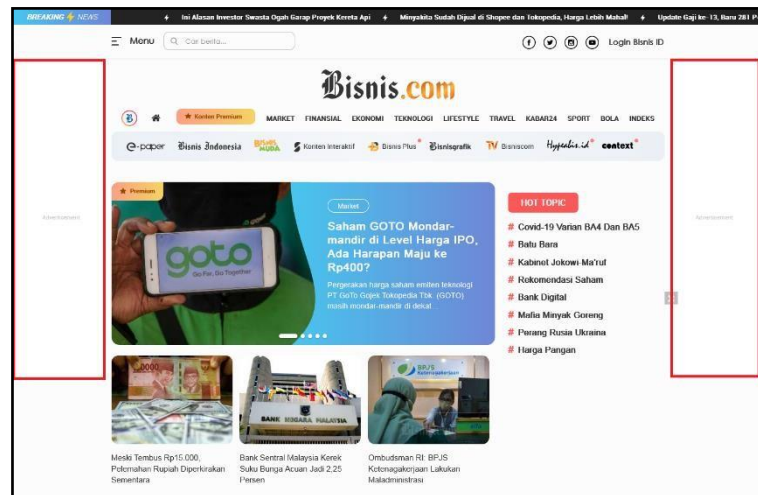 BREAKING NEWS
Ini Alasan Investor Swasta Ogah Garap Proyek Kereta Api
Minyakita Sudah Dijual di Shopee dan Tokopedia, Harga Lebih Mahal!
Update Gaji ke-13, Baru 281 P
Menu
Cari berita...
Login Bisnis ID
Bisnis.com
Konten Premium
MARKET FINANSIAL EKONOMI TEKNOLOGI LIFESTYLE TRAVEL KABAR24 SPORT BOLA INDEKS
e-paper
Bisnis Indonesia
BISNIS MUDA
Konten Interaktif
Bisnis Plus
Bisnisgrafik
TV Bisniscom
Hypeabis.id
context
Advertisement
Advertisement
Premium
Market
Saham GOTO Mondar-
mandir di Level Harga IPO,
Ada Harapan Maju ke
Rp400?
Pergerakan harga saham emiten teknologi
PT GoTo Gojek Tokopedia Tbk. (GOTO)
masih mondar-mandir di dekat...
goto
Go Far, Go Together
HOT TOPIC
# Covid-19 Varian BA4 Dan BA5
# Batu Bara
# Kabinet Jokowi-Ma'ruf
# Rekomendasi Saham
# Bank Digital
# Mafia Minyak Goreng
# Perang Rusia Ukraina
# Harga Pangan
BANK NEGARA MALAYSIA
BPJS
Ketenagakerjaan
Meski Tembus Rp15.000,
Pelemahan Rupiah Diperkirakan
Sementara
Bank Sentral Malaysia Kerek
Suku Bunga Acuan Jadi 2,25
Persen
Ombudsman RI: BPJS
Ketenagakerjaan Lakukan
Maladministrasi